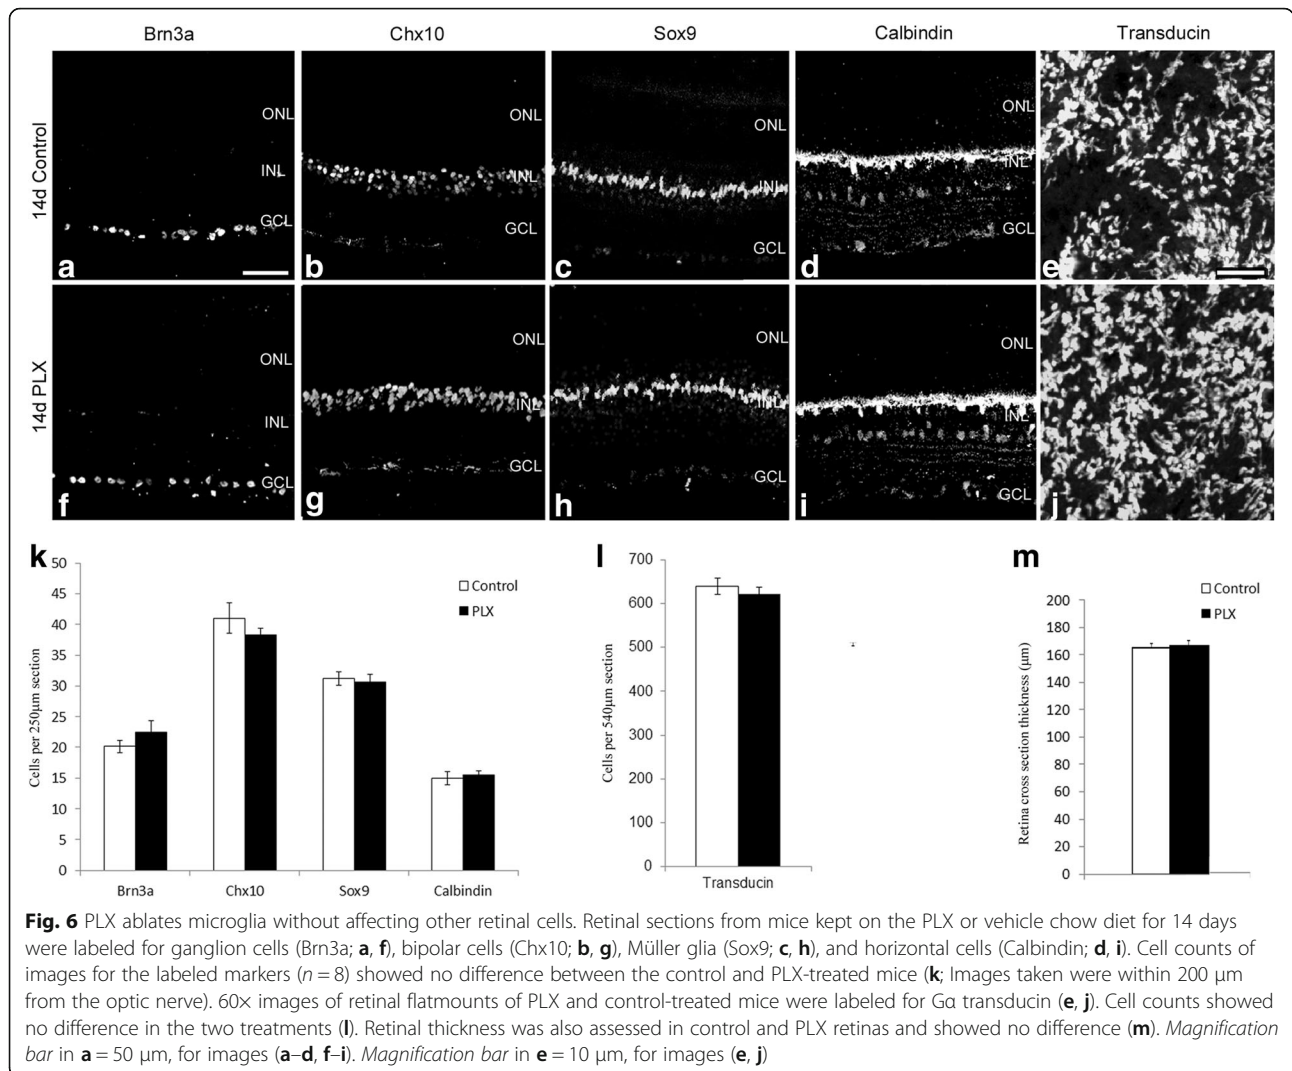 Brn3a Chx10 Sox9 Calbindin Transducin
14d Control
ONL ONL ONL ONL
INL INL INL INL
GCL GCL GCL GCL
a b c d e
14d PLX
ONL ONL ONL ONL
INL INL INL INL
GCL GCL GCL GCL
f g h i j
k
50
45
40
35
30
25
20
15
10
5
0
Cells per 250µm section
Control
PLX
Brn3a Chx10 Sox9 Calbindin
l
700
600
500
400
300
200
100
0
Cells per 540µm section
Transducin
m
Control
PLX
200
180
160
140
120
100
80
60
40
20
0
Retina cross section thickness (µm)
Fig. 6 PLX ablates microglia without affecting other retinal cells. Retinal sections from mice kept on the PLX or vehicle chow diet for 14 days
were labeled for ganglion cells (Brn3a; a, f), bipolar cells (Chx10; b, g), Müller glia (Sox9; c, h), and horizontal cells (Calbindin; d, i). Cell counts of
images for the labeled markers (n = 8) showed no difference between the control and PLX-treated mice (k; Images taken were within 200 µm
from the optic nerve). 60× images of retinal flatmounts of PLX and control-treated mice were labeled for Gα transducin (e, j). Cell counts showed
no difference in the two treatments (l). Retinal thickness was also assessed in control and PLX retinas and showed no difference (m). Magnification
bar in a = 50 µm, for images (a–d, f–i). Magnification bar in e = 10 µm, for images (e, j)